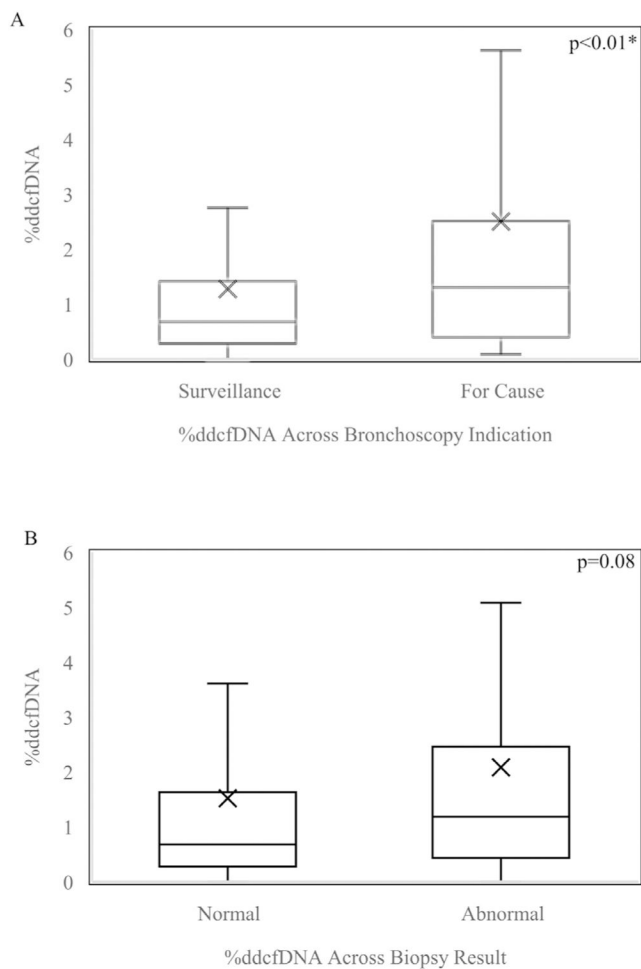 A
p<0.01*
6
5
4
3
2
1
0
%ddcfDNA
Surveillance
For Cause
%ddcfDNA Across Bronchoscopy Indication
B
p=0.08
6
5
4
3
2
1
0
%ddcfDNA
Normal
Abnormal
%ddcfDNA Across Biopsy Result